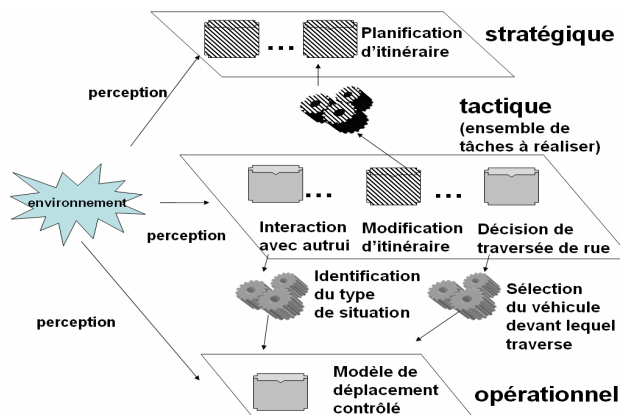 Planification
d'itinéraire
stratégique
perception
tactique
(ensemble de
tâches à réaliser)
environnement
perception
Interaction
avec autrui
Modification
d'itinéraire
Décision de
traversée de rue
Identification
du type
de situation
Sélection
du véhicule
devant lequel
traverse
perception
Modèle de
déplacement
contrôlé
opérationnel